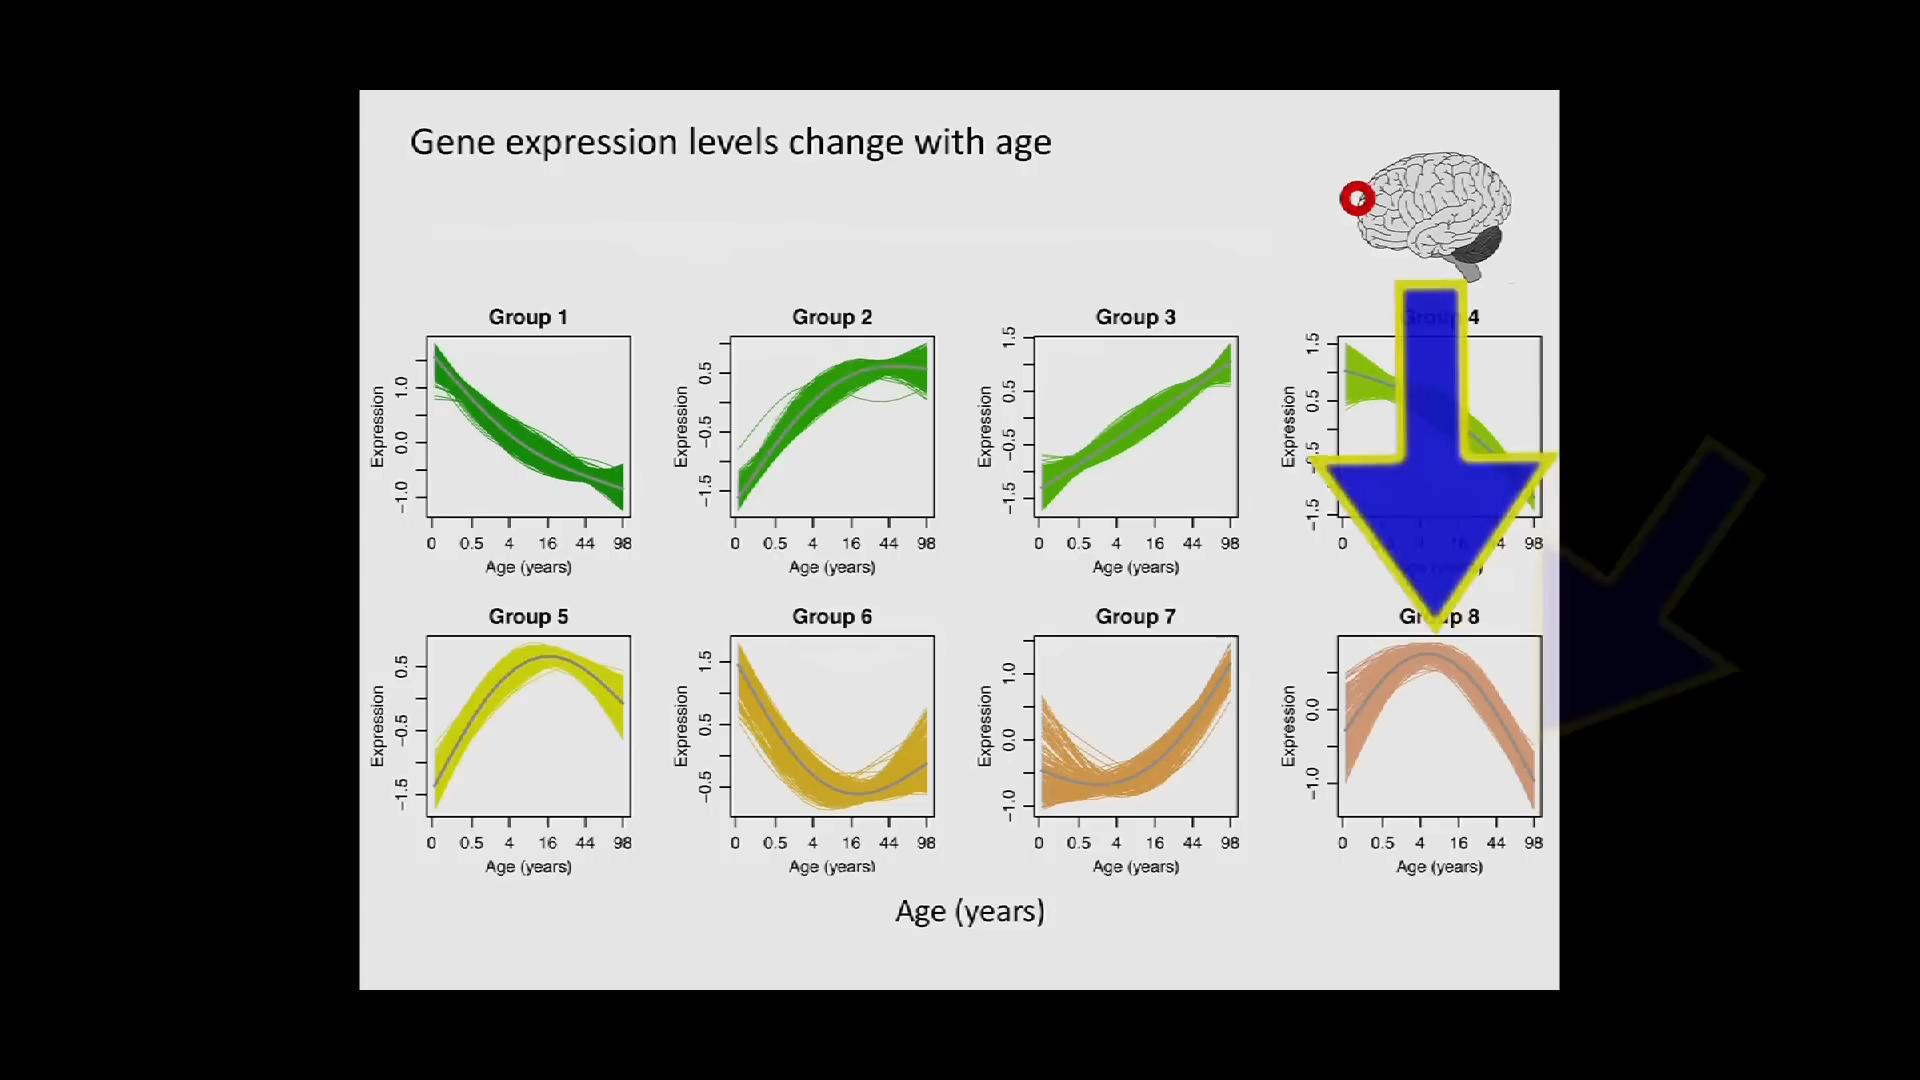 Gene expression levels change with age
Group 1
Group 2
Group 3
4
Expression
1.0
0.0
−1.0
0 0.5 4 16 44 98
Age (years)
Expression
0.5
−0.5
−1.5
0 0.5 4 16 44 98
Age (years)
Expression
1.5
0.5
−0.5
−1.5
0 0.5 4 16 44 98
Age (years)
Expression
1.5
0.5
−1.5
0 98
Group 5
Group 6
Group 7
Group 8
Expression
0.5
−0.5
−1.5
0 0.5 4 16 44 98
Age (years)
Expression
1.5
0.5
−0.5
0 0.5 4 16 44 98
Age (years)
Expression
1.0
0.0
−1.0
0 0.5 4 16 44 98
Age (years)
Expression
0.0
−1.0
0 0.5 4 16 44 98
Age (years)
Age (years)